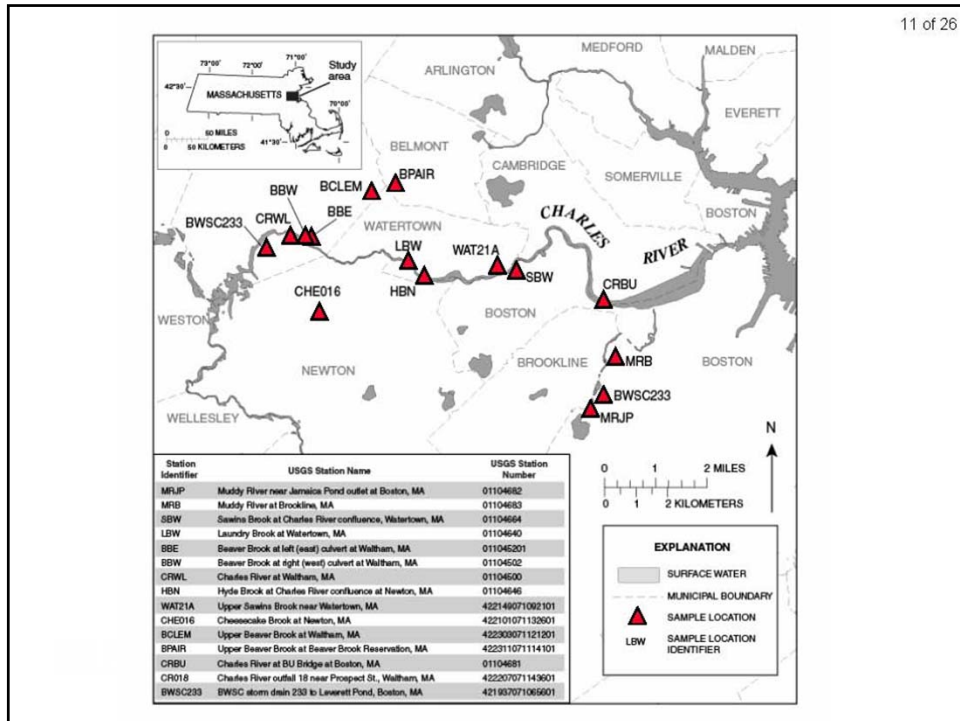 11 of 26
MEDFORD
MALDEN
ARLINGTON
EVERETT
73°00' 72°00' 71°00'
Study area
42°30'
MASSACHUSETTS
70°00'
41°30'
0 50 MILES
0 50 KILOMETERS
BELMONT
CAMBRIDGE
SOMERVILLE
BOSTON
BCLEM
BPAIR
BBW
BBE
CRWL
BWSC233
WATERTOWN
CHARLES
RIVER
LBW
WAT21A
HBN
SBW
CRBU
CHE016
WESTON
BOSTON
NEWTON
BROOKLINE
MRB
BOSTON
BWSC233
MRJP
WELLESLEY
N
0 1 2 MILES
0 1 2 KILOMETERS
Station Identifier USGS Station Name USGS Station Number
MRJP Muddy River near Jamaica Pond outlet at Boston, MA 01104682
MRB Muddy River at Brookline, MA 01104683
SBW Sawins Brook at Charles River confluence, Watertown, MA 01104664
LBW Laundry Brook at Watertown, MA 01104640
BBE Beaver Brook at left (east) culvert at Waltham, MA 011045201
BBW Beaver Brook at right (west) culvert at Waltham, MA 01104502
CRWL Charles River at Waltham, MA 01104500
HBN Hyde Brook at Charles River confluence at Newton, MA 01104646
WAT21A Upper Sawins Brook near Watertown, MA 422149071092101
CHE016 Cheesecake Brook at Newton, MA 422101071132601
BCLEM Upper Beaver Brook at Waltham, MA 422303071121201
BPAIR Upper Beaver Brook at Beaver Brook Reservation, MA 422311071114101
CRBU Charles River at BU Bridge at Boston, MA 01104681
CR018 Charles River outfall 18 near Prospect St., Waltham, MA 422207071143601
BWSC233 BWSC storm drain 233 to Leverett Pond, Boston, MA 421937071065601
EXPLANATION
SURFACE WATER
MUNICIPAL BOUNDARY
SAMPLE LOCATION
LBW SAMPLE LOCATION IDENTIFIER